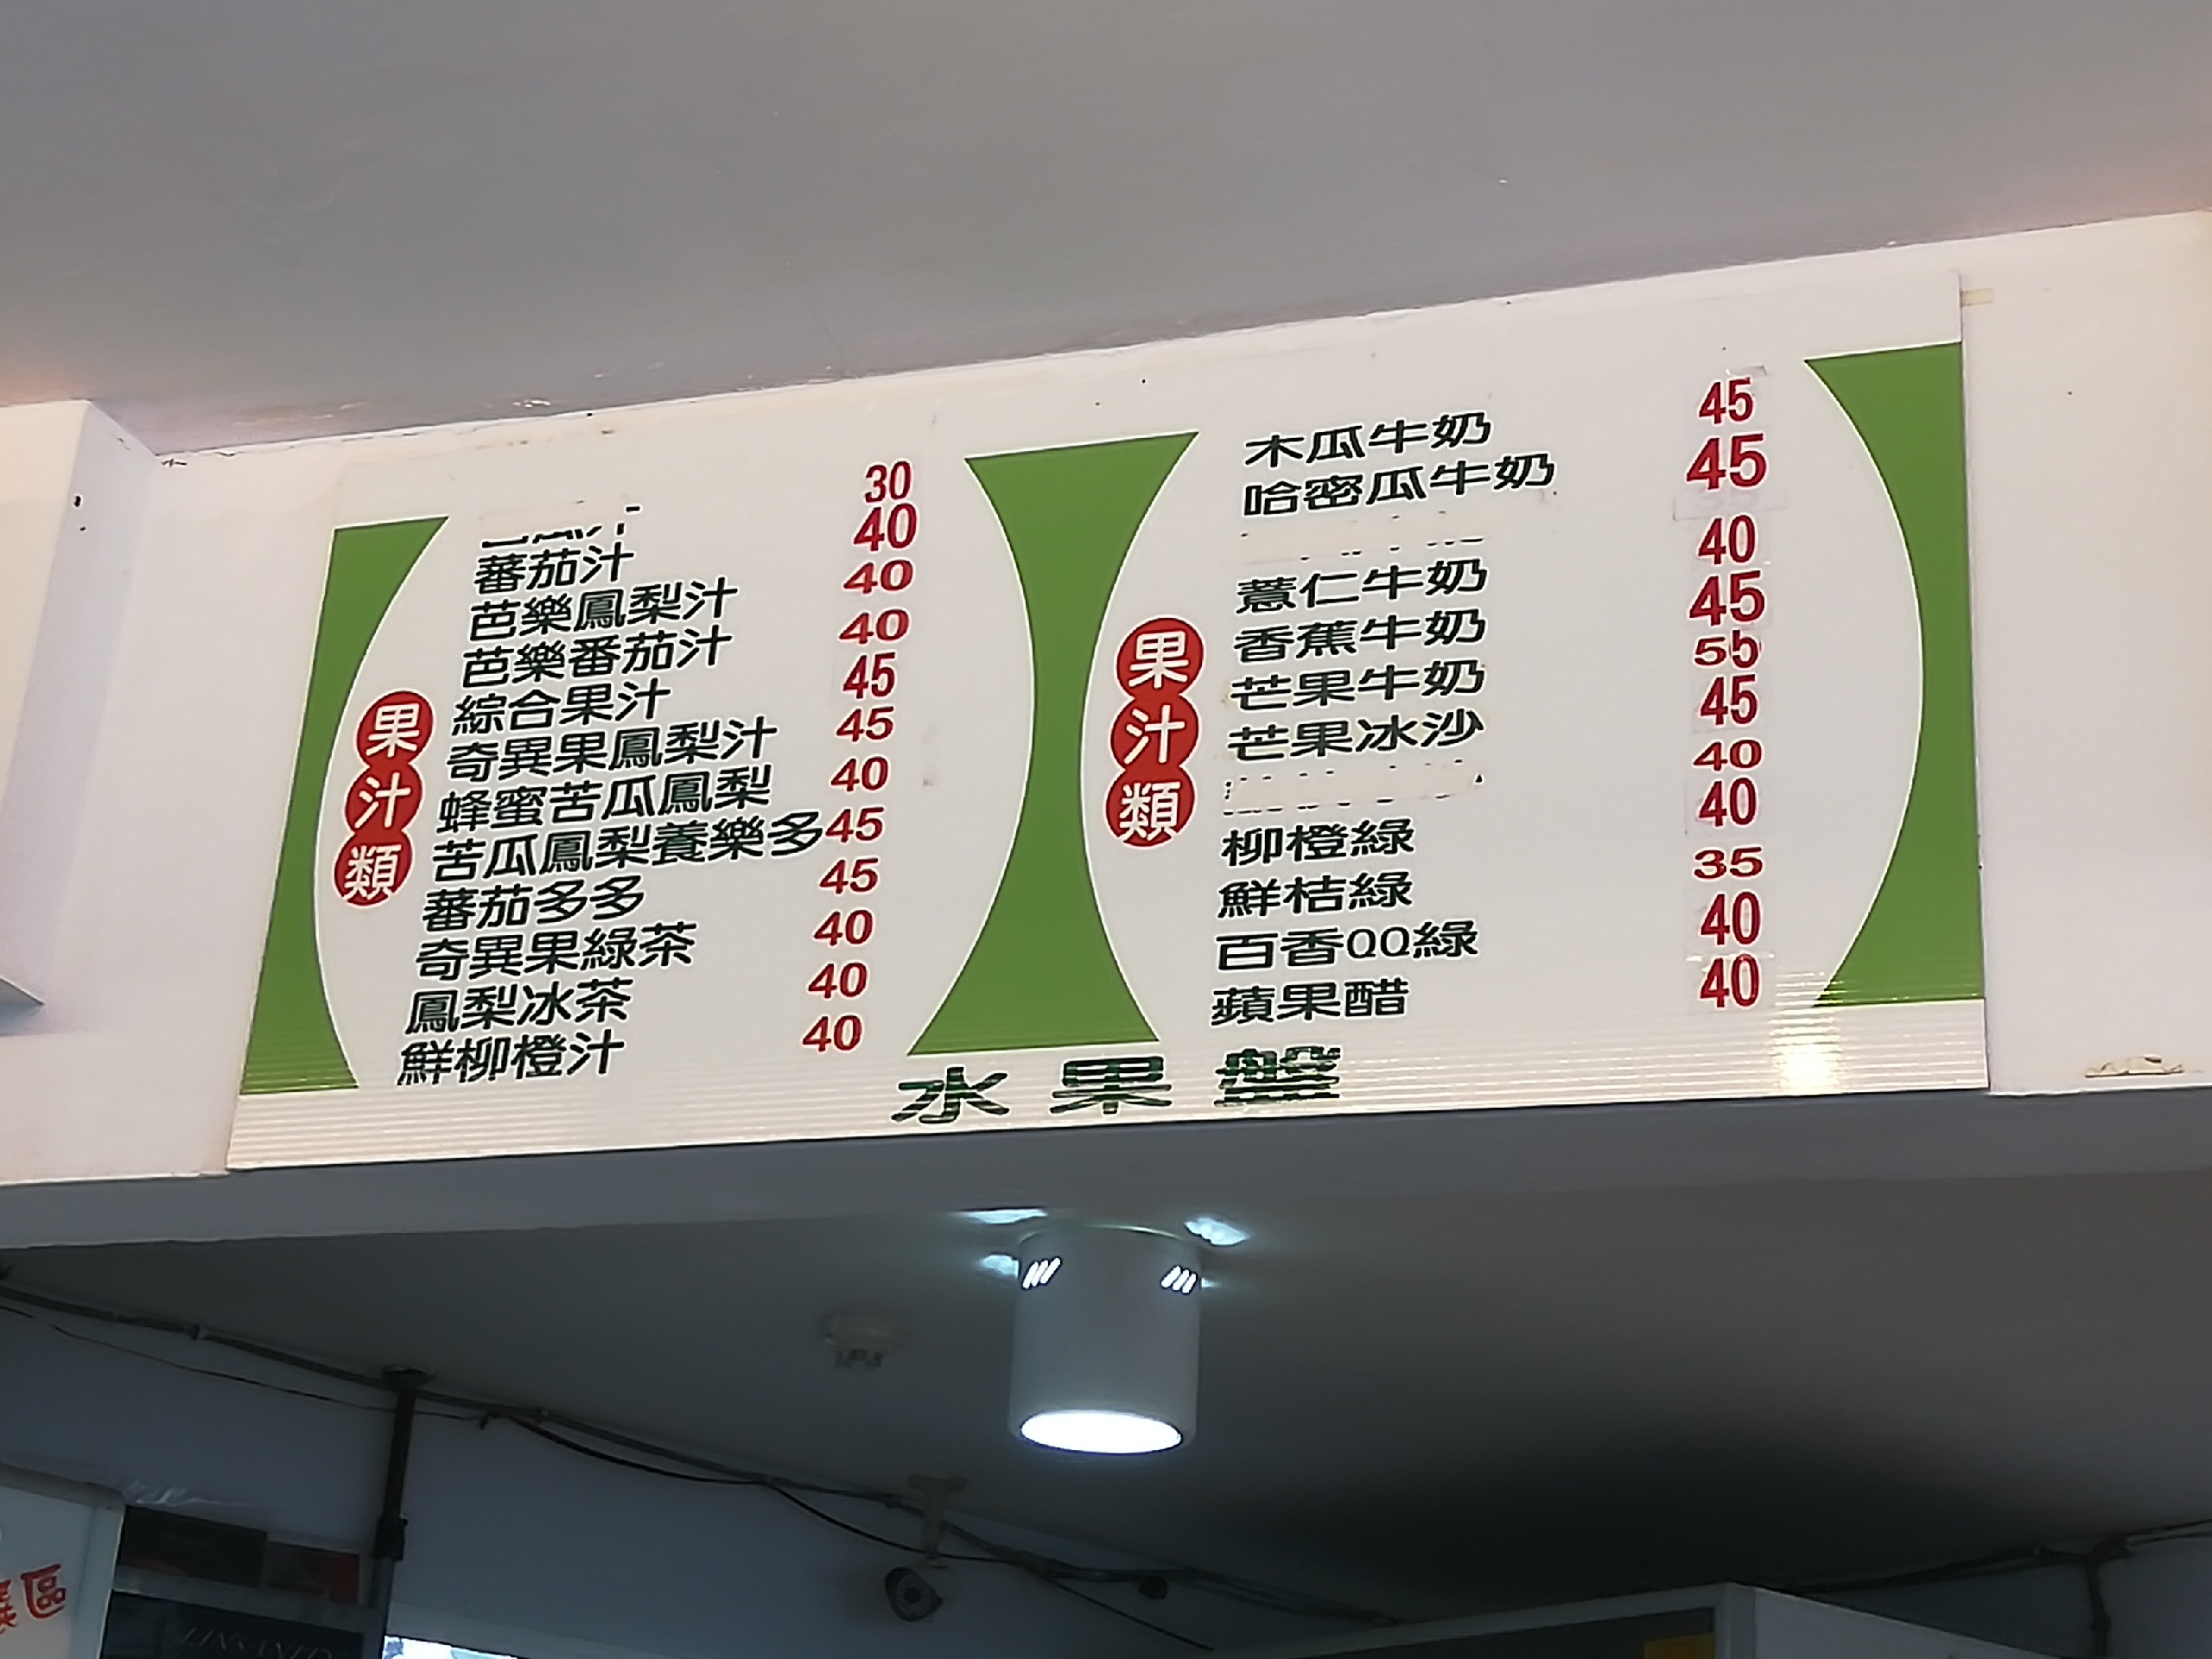 果汁類
30
蕃茄汁 40
芭樂鳳梨汁 40
芭樂番茄汁 40
綜合果汁 45
奇異果鳳梨汁 45
蜂蜜苦瓜鳳梨 40
苦瓜鳳梨養樂多 45
蕃茄多多 45
奇異果綠茶 40
鳳梨冰茶 40
鮮柳橙汁 40
果汁類
木瓜牛奶 45
哈密瓜牛奶 45
薏仁牛奶 40
香蕉牛奶 45
芒果牛奶 55
芒果冰沙 45
40
柳橙綠 40
鮮桔綠 35
百香QQ綠 40
蘋果醋 40
水果盤
區